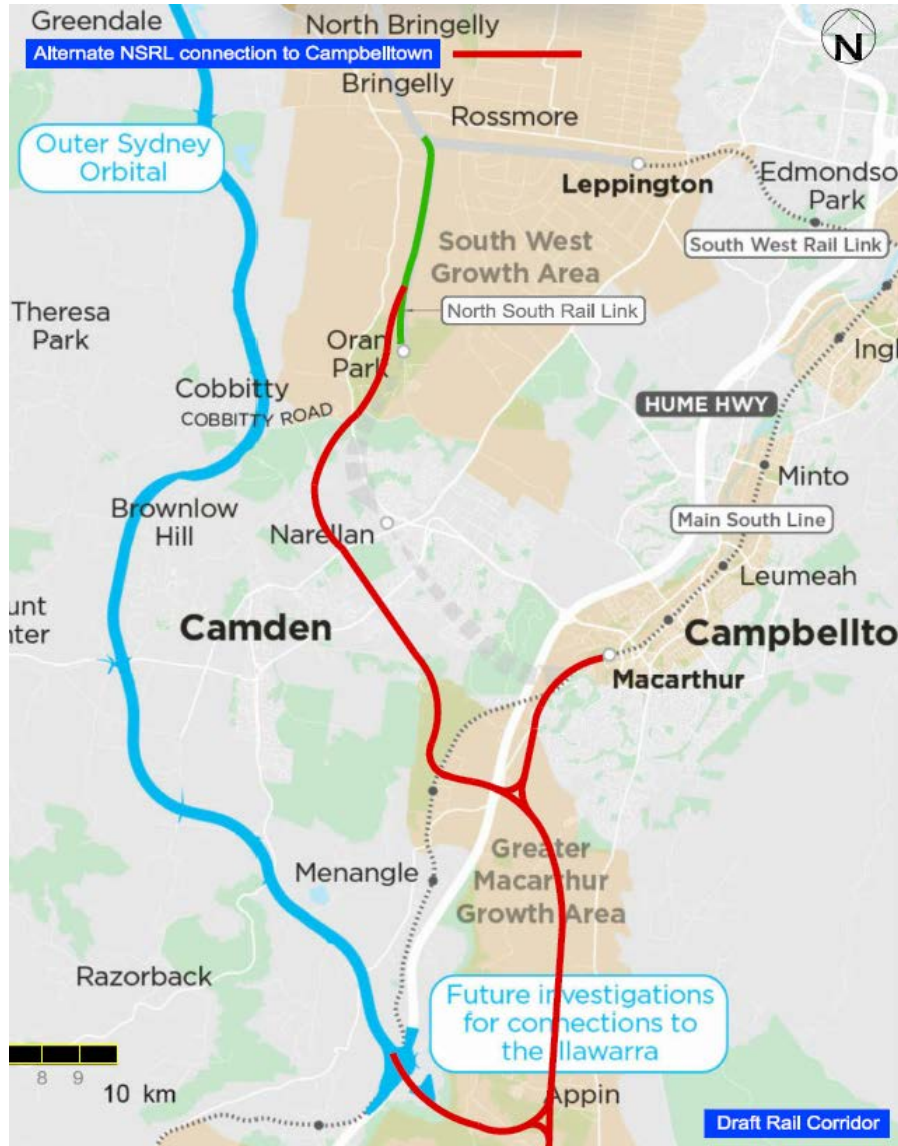 Greendale
North Bringelly
Alternate NSRL connection to Campbelltown
N
Bringelly
Rossmore
Outer Sydney
Orbital
Leppington
Edmondso
Park
South West Rail Link
South West
Growth Area
North South Rail Link
Theresa
Park
Oran
Park
Ingl
Cobbitty
COBBITTY ROAD
HUME HWY
Minto
Brownlow
Hill
Narellan
Main South Line
Leumeah
unt
nter
Camden
Campbellto
Macarthur
Menangle
Greater
Macarthur
Growth Area
Razorback
Future investigations
for connections to
the Illawarra
8 9
10 km
Appin
Draft Rail Corridor